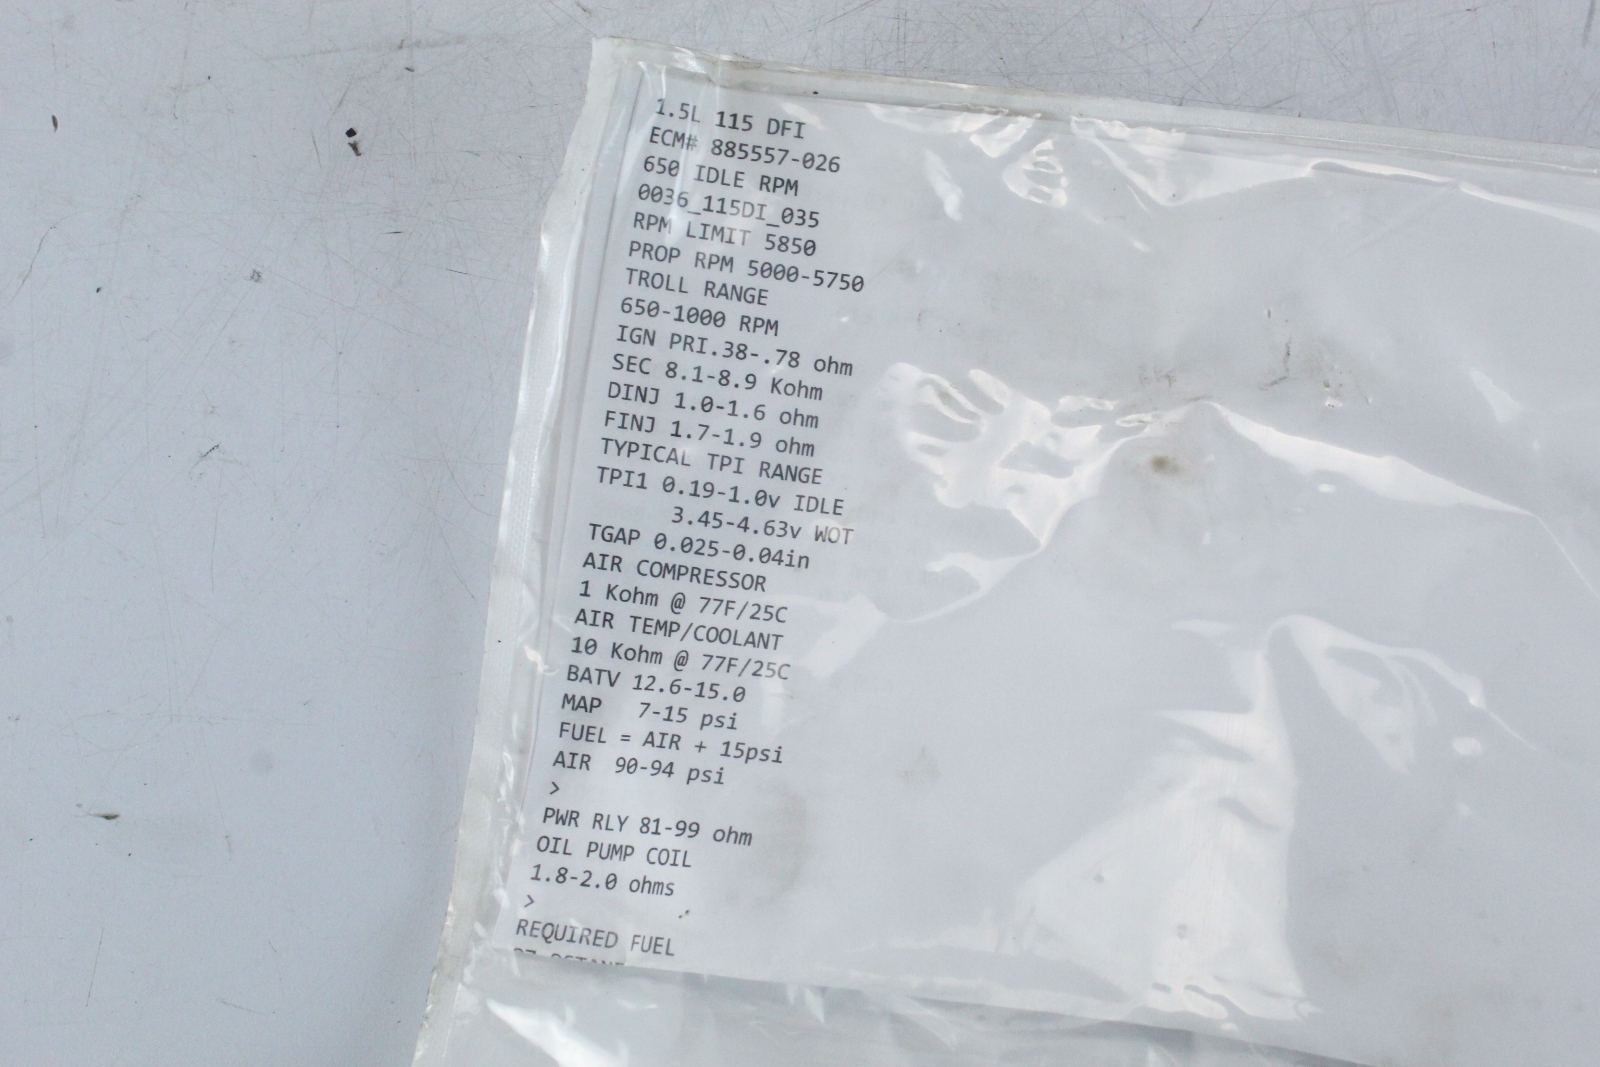 1.5L 115 DFI
ECM# 885557-026
650 IDLE RPM
0036_115DI_035
RPM LIMIT 5850
PROP RPM 5000-5750
TROLL RANGE
650-1000 RPM
IGN PRI.38-.78 ohm
SEC 8.1-8.9 Kohm
DINJ 1.0-1.6 ohm
FINJ 1.7-1.9 ohm
TYPICAL TPI RANGE
TPI1 0.19-1.0v IDLE
3.45-4.63v WOT
TGAP 0.025-0.04in
AIR COMPRESSOR
1 Kohm @ 77F/25C
AIR TEMP/COOLANT
10 Kohm @ 77F/25C
BATV 12.6-15.0
MAP 7-15 psi
FUEL = AIR + 15psi
AIR 90-94 psi
>
PWR RLY 81-99 ohm
OIL PUMP COIL
1.8-2.0 ohms
>
REQUIRED FUEL